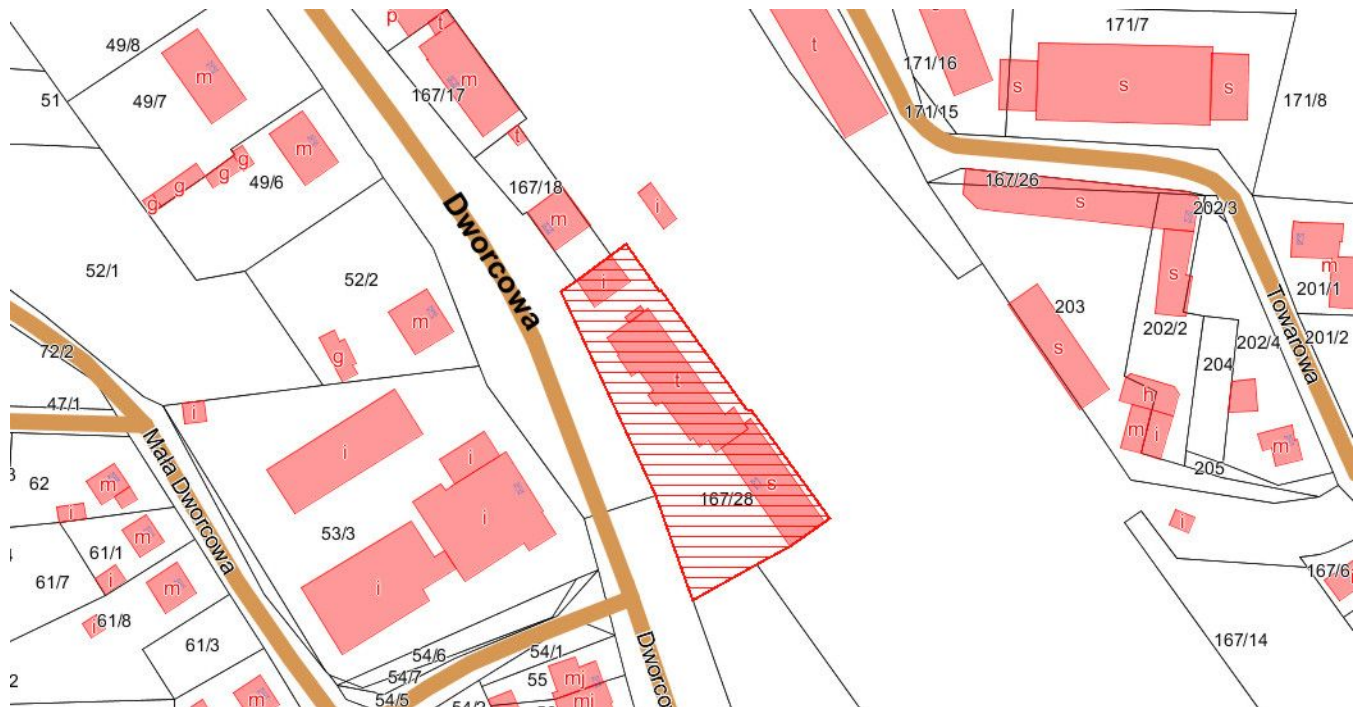 p
t
49/8
m
m
167/17
51
49/7
t
g
m
g
g
49/6
g
167/18
m
i
52/1
52/2
Dworcowa
i
m
g
72/2
47/1
i
t
Mała Dworcowa
62
m
i
i
i
i
53/3
s
167/28
m
61/1
i
61/7
m
i
i
61/8
61/3
54/6
54/7
54/5
54/1
55
54/2
mj
mj
m
2
Dworco
t
171/7
171/16
171/15
s
s
s
171/8
167/26
s
202/3
s
m
201/1
203
s
202/2
202/4
201/2
204
Towarowa
h
m
i
m
205
i
167/6
167/14